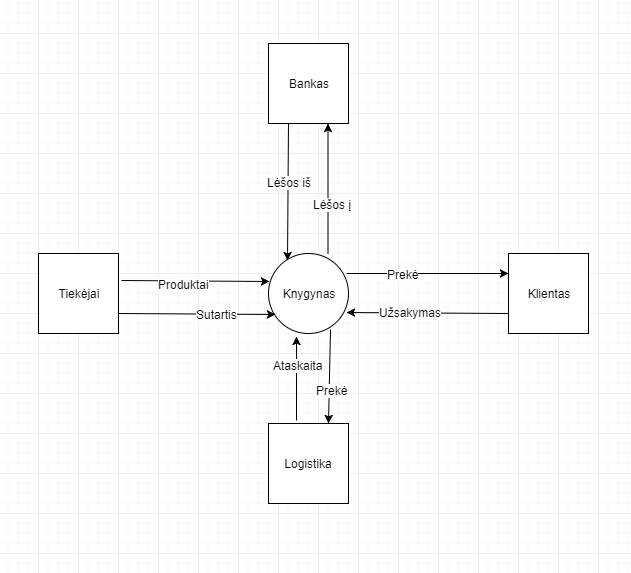 Bankas
Lėšos iš
Lėšos į
Tiekėjai
Produktai
Sutartis
Knygynas
Prekė
Užsakymas
Klientas
Ataskaita
Prekė
Logistika